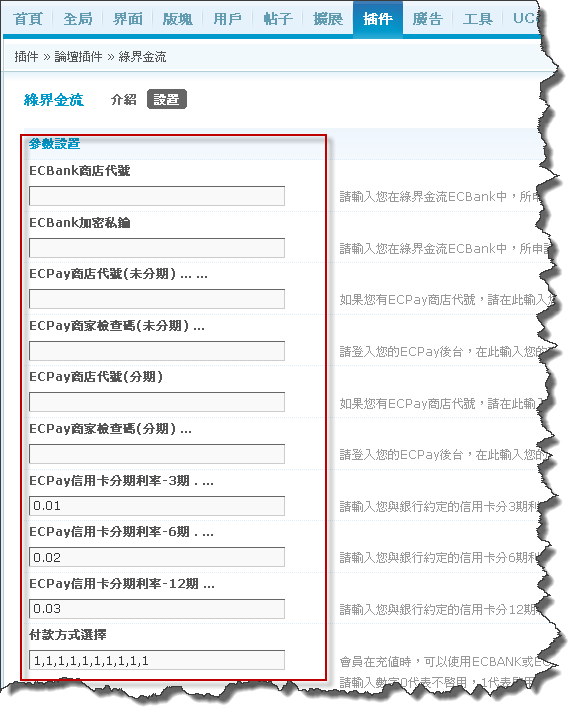 首頁 全局 界面 版塊 用戶 帖子 擴展 插件 廣告 工具 UC
插件 » 論壇插件 » 綠界金流
綠界金流 介紹 設置
參數設置
ECBank商店代號
請輸入您在綠界金流ECBank中，所申
ECBank加密私鑰
請輸入您在綠界金流ECBank中，所申請
ECPay商店代號(未分期) ... ...
如果您有ECPay商店代號，請在此輸入您
ECPay商家檢查碼(未分期) ...
請登入您的ECPay後台，在此輸入您的
ECPay商店代號(分期)
如果您有ECPay商店代號，請在此輸
ECPay商家檢查碼(分期) ...
請登入您的ECPay後台，在此輸入您的
ECPay信用卡分期利率-3期 . ...
0.01
請輸入您與銀行約定的信用卡分3期利
ECPay信用卡分期利率-6期 . ...
0.02
請輸入您與銀行約定的信用卡分6期利
ECPay信用卡分期利率-12期 ...
0.03
請輸入您與銀行約定的信用卡分12期
付款方式選擇
1,1,1,1,1,1,1,1,1,1
會員在充值時，可以使用ECBANK或EC
請輸入數字0代表不啓用，1代表啓用